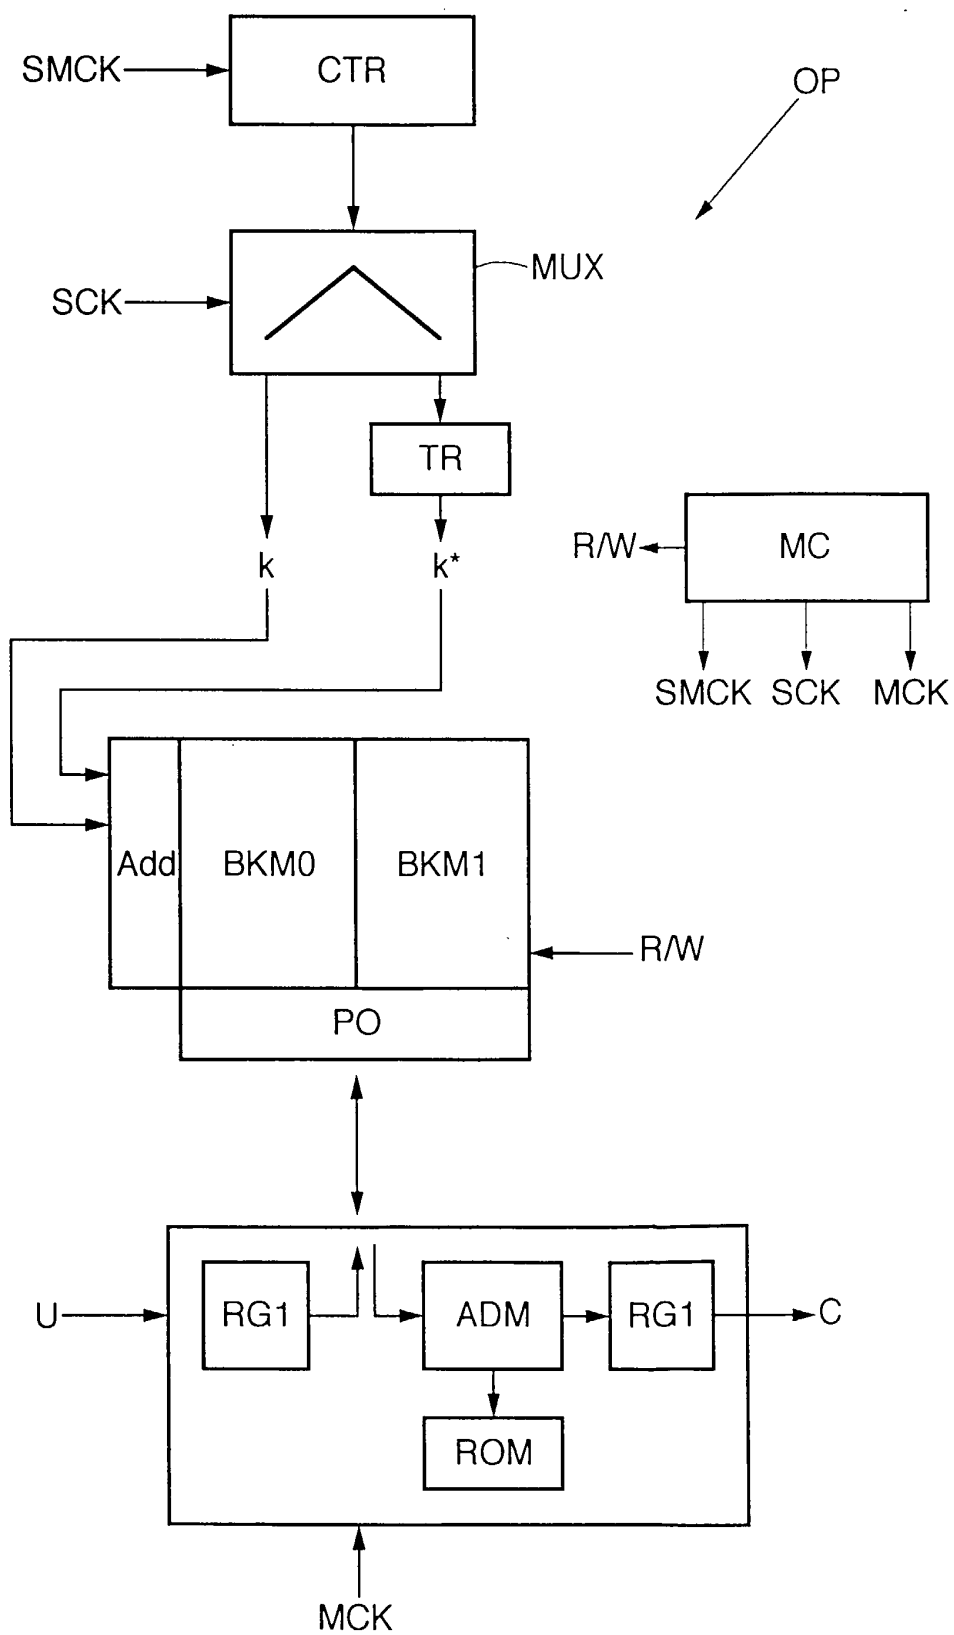 SMCK
CTR
OP
SCK
MUX
TR
k
k*
R/W
MC
SMCK
SCK
MCK
Add
BKM0
BKM1
R/W
PO
U
RG1
ADM
RG1
C
ROM
MCK